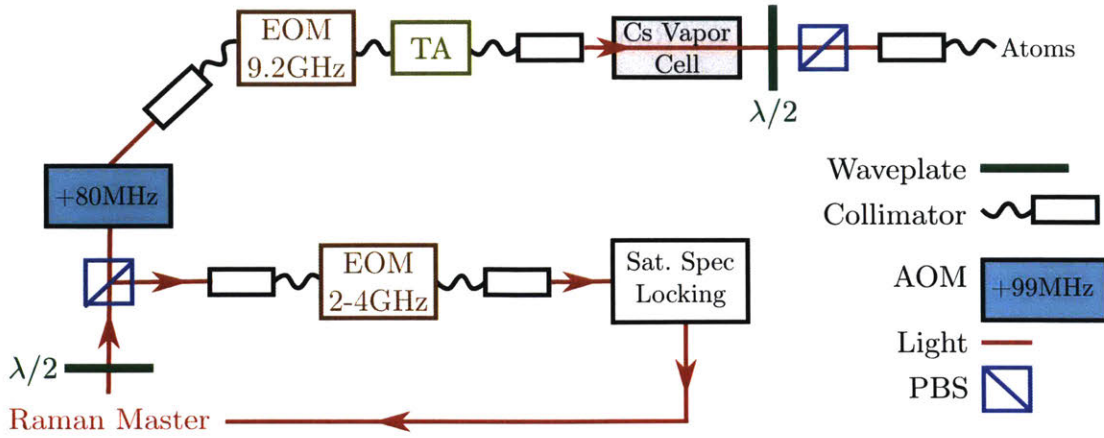 EOM
9.2GHz
TA
Cs Vapor
Cell
Atoms
λ/2
+80MHz
Waveplate
Collimator
EOM
2-4GHz
Sat. Spec
Locking
AOM
+99MHz
Light
λ/2
PBS
Raman Master